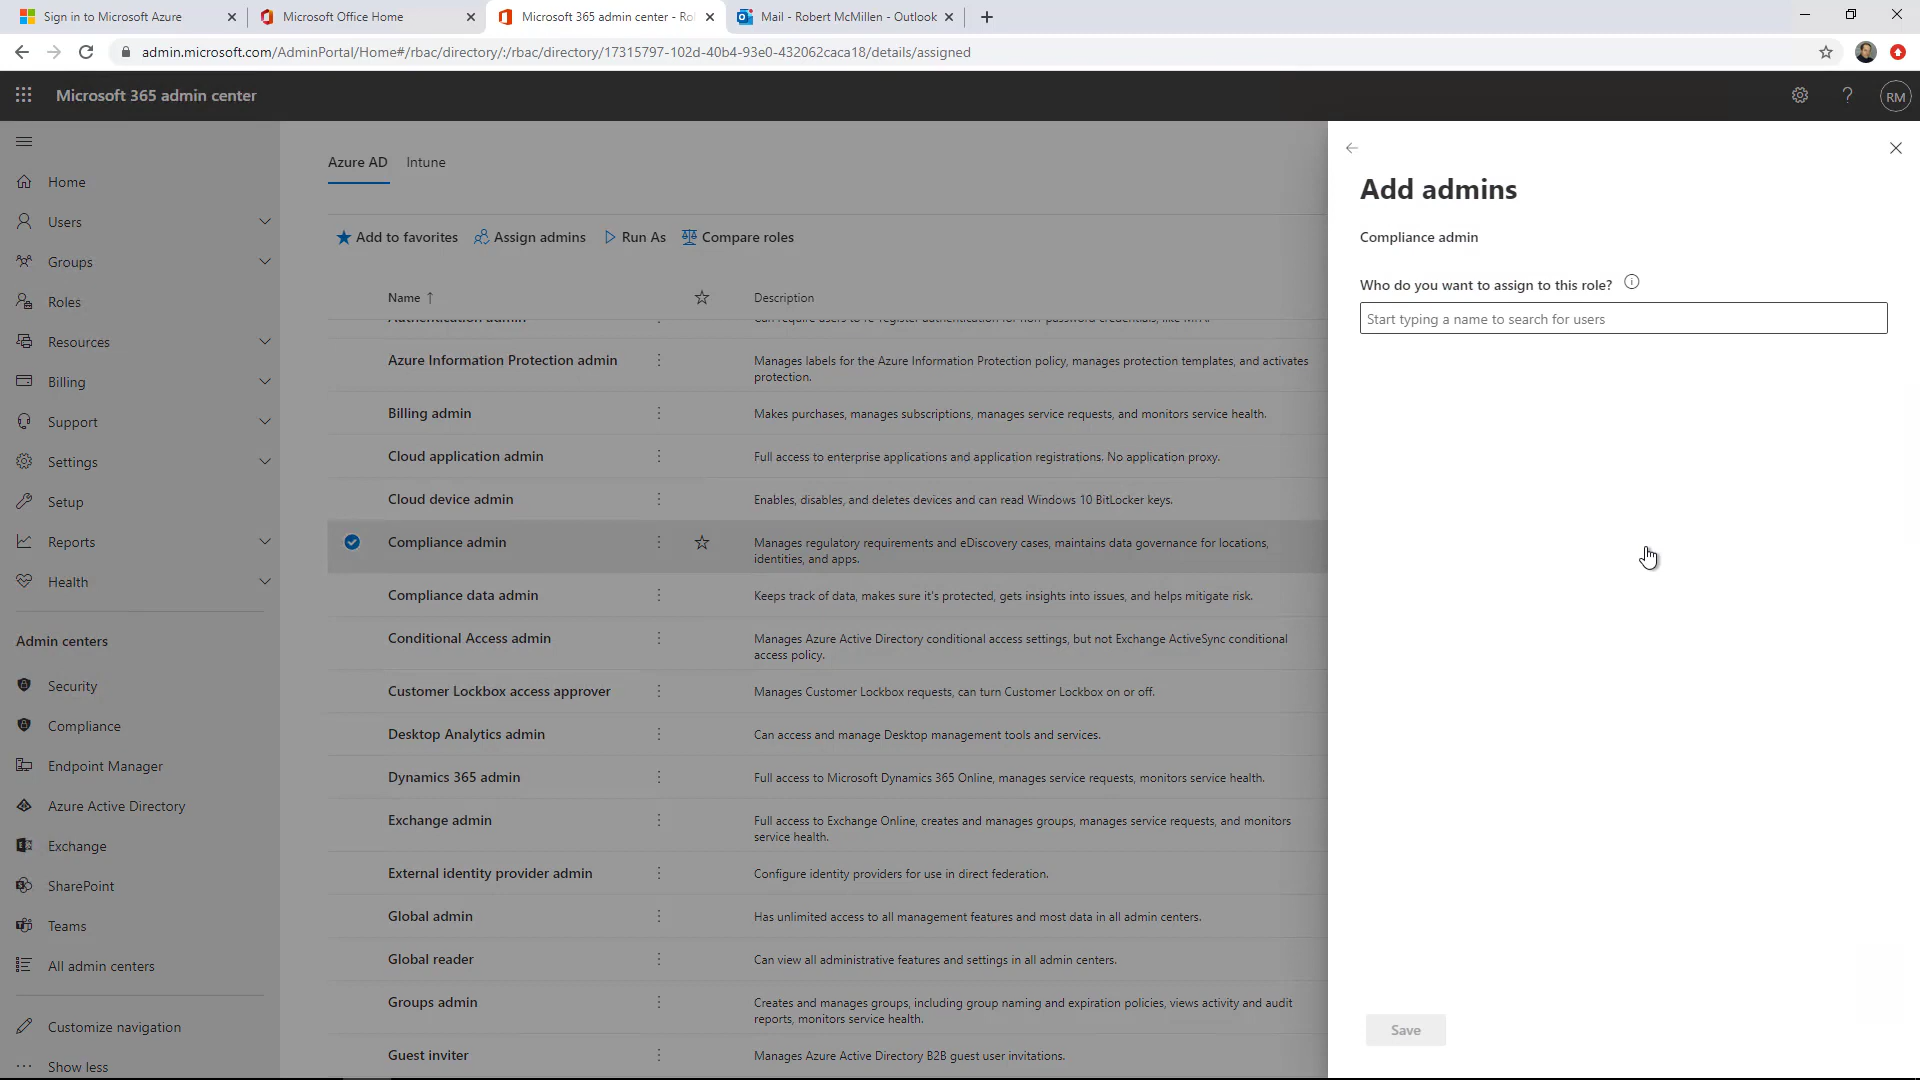 Sign in to Microsoft Azure
Microsoft Office Home
Microsoft 365 admin center - Ro
Mail - Robert McMillen - Outlook
admin.microsoft.com/AdminPortal/Home#/rbac/directory/:/rbac/directory/17315797-102d-40b4-93e0-432062caca18/details/assigned
Microsoft 365 admin center
RM
Home
Users
Groups
Roles
Resources
Billing
Support
Settings
Setup
Reports
Health
Admin centers
Security
Compliance
Endpoint Manager
Azure Active Directory
Exchange
SharePoint
Teams
All admin centers
Customize navigation
Show less
Azure AD Intune
Add to favorites Assign admins Run As Compare roles
Name ↑ Description
Authentication admin
Can require users to re-register authentication for non-password credentials, like MFA.
Azure Information Protection admin
Manages labels for the Azure Information Protection policy, manages protection templates, and activates
protection.
Billing admin
Makes purchases, manages subscriptions, manages service requests, and monitors service health.
Cloud application admin
Full access to enterprise applications and application registrations. No application proxy.
Cloud device admin
Enables, disables, and deletes devices and can read Windows 10 BitLocker keys.
Compliance admin
Manages regulatory requirements and eDiscovery cases, maintains data governance for locations,
identities, and apps.
Compliance data admin
Keeps track of data, makes sure it's protected, gets insights into issues, and helps mitigate risk.
Conditional Access admin
Manages Azure Active Directory conditional access settings, but not Exchange ActiveSync conditional
access policy.
Customer Lockbox access approver
Manages Customer Lockbox requests, can turn Customer Lockbox on or off.
Desktop Analytics admin
Can access and manage Desktop management tools and services.
Dynamics 365 admin
Full access to Microsoft Dynamics 365 Online, manages service requests, monitors service health.
Exchange admin
Full access to Exchange Online, creates and manages groups, manages service requests, and monitors
service health.
External identity provider admin
Configure identity providers for use in direct federation.
Global admin
Has unlimited access to all management features and most data in all admin centers.
Global reader
Can view all administrative features and settings in all admin centers.
Groups admin
Creates and manages groups, including group naming and expiration policies, views activity and audit
reports, monitors service health.
Guest inviter
Manages Azure Active Directory B2B guest user invitations.
Add admins
Compliance admin
Who do you want to assign to this role?
Start typing a name to search for users
Save